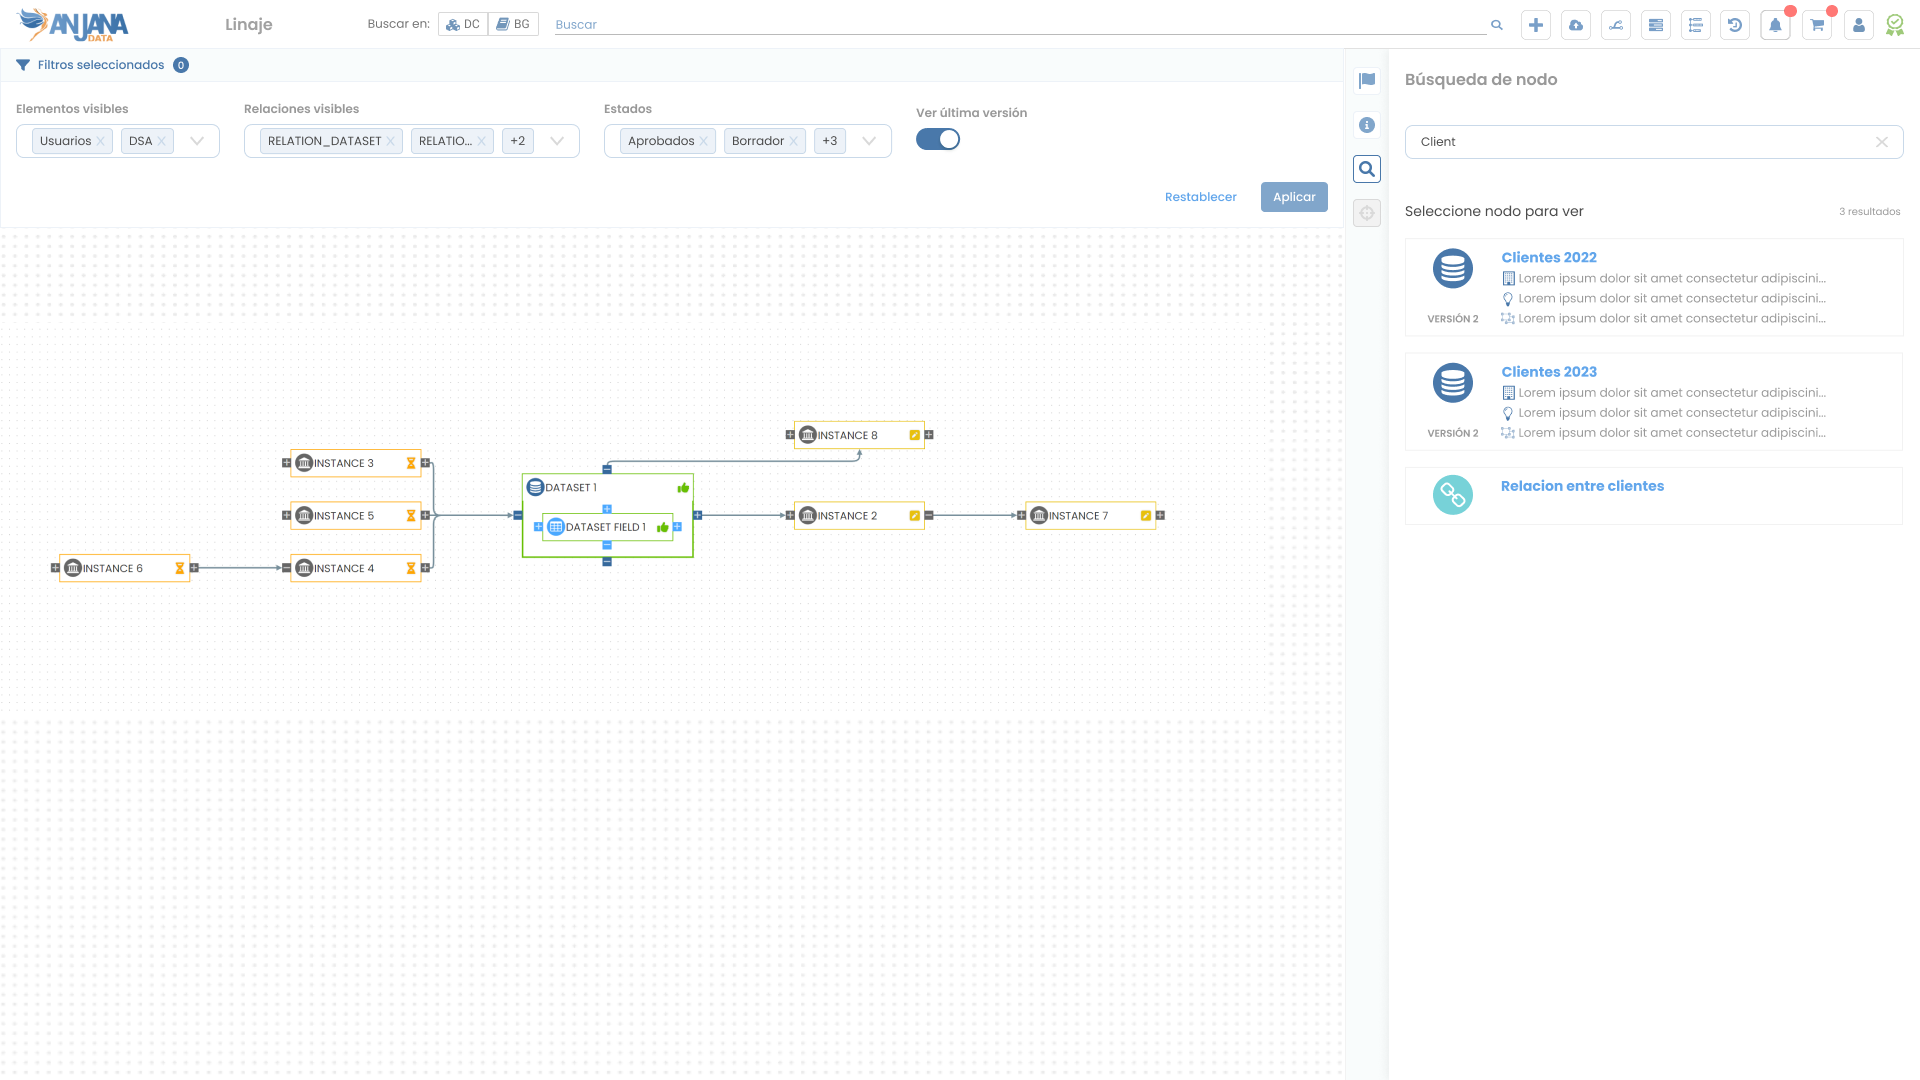 ANJANA
DATA
Linaje
Buscar en:
DC
BG
Buscar
Filtros seleccionados
0
Elementos visibles
Usuarios
DSA
Relaciones visibles
RELATION_DATASET
RELATIO...
+2
Estados
Aprobados
Borrador
+3
Ver última versión
Restablecer
Aplicar
INSTANCE 8
INSTANCE 3
DATASET 1
INSTANCE 5
DATASET FIELD 1
INSTANCE 2
INSTANCE 7
INSTANCE 6
INSTANCE 4
Búsqueda de nodo
Client
Seleccione nodo para ver
3 resultados
Clientes 2022
Lorem ipsum dolor sit amet consectetur adipiscini...
Lorem ipsum dolor sit amet consectetur adipiscini...
VERSIÓN 2
Lorem ipsum dolor sit amet consectetur adipiscini...
Clientes 2023
Lorem ipsum dolor sit amet consectetur adipiscini...
Lorem ipsum dolor sit amet consectetur adipiscini...
VERSIÓN 2
Lorem ipsum dolor sit amet consectetur adipiscini...
Relacion entre clientes